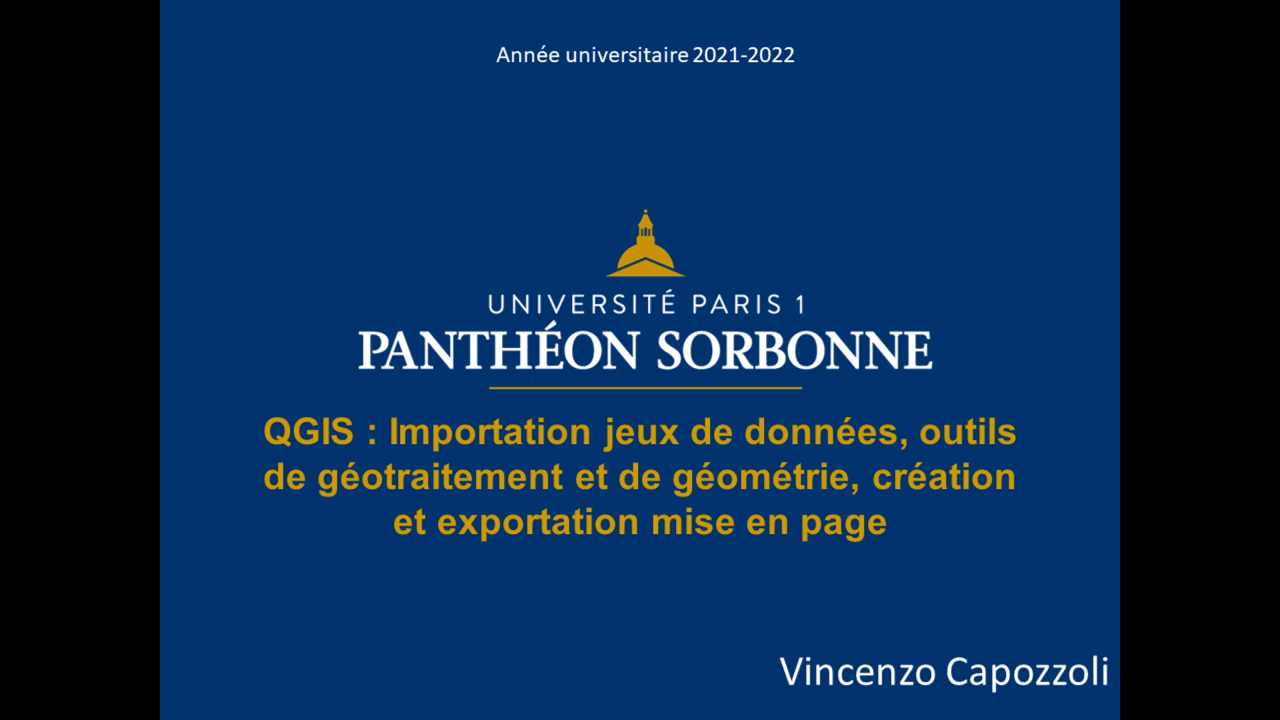 Année universitaire 2021-2022
UNIVERSITÉ PARIS 1
PANTHÉON SORBONNE
QGIS : Importation jeux de données, outils
de géotraitement et de géométrie, création
et exportation mise en page
Vincenzo Capozzoli